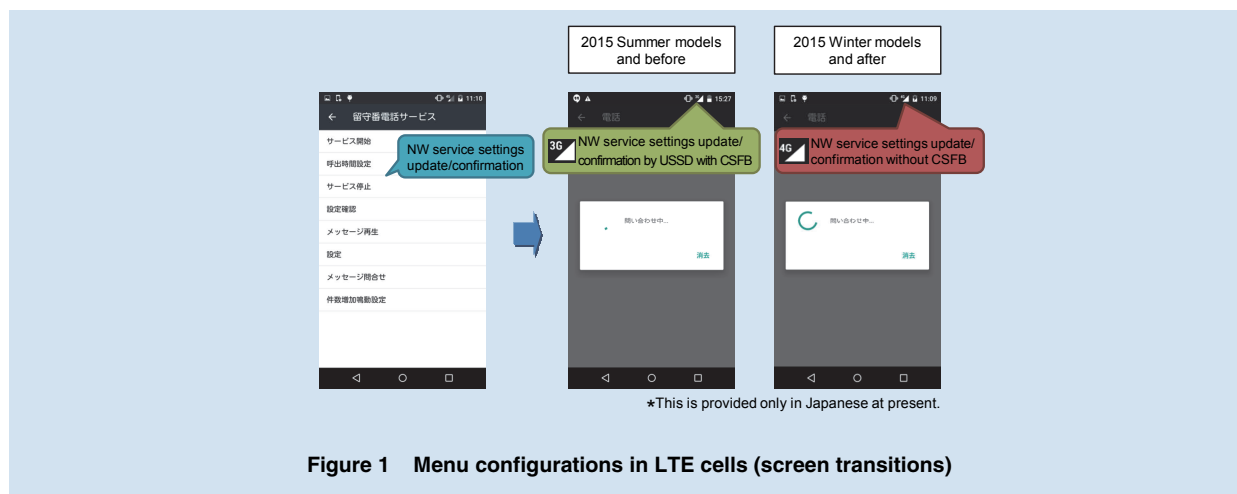 2015 Summer models
and before
2015 Winter models
and after
11:10
留守番電話サービス
サービス開始
呼出時間設定
サービス停止
設定確認
メッセージ再生
設定
メッセージ問合せ
件数増加鳴動設定
NW service settings
update/confirmation
15:27
電話
3G
NW service settings update/
confirmation by USSD with CSFB
問い合わせ中...
消去
11:09
電話
4G
NW service settings update/
confirmation without CSFB
問い合わせ中...
消去
*This is provided only in Japanese at present.
Figure 1 Menu configurations in LTE cells (screen transitions)